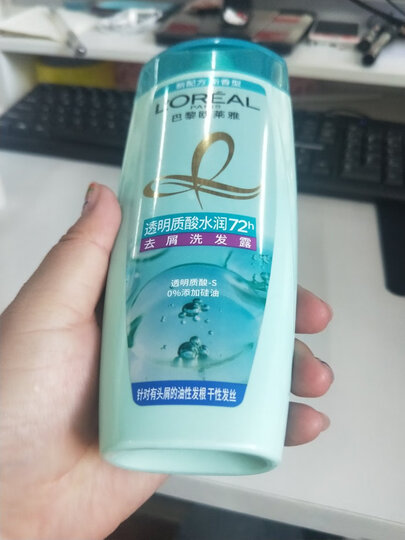 新配方 新香型
L'ORÉAL
PARIS
巴黎欧莱雅
透明质酸水润72h
去屑洗发露
透明质酸-S
0%添加硅油
针对有头屑的油性发根干性发丝